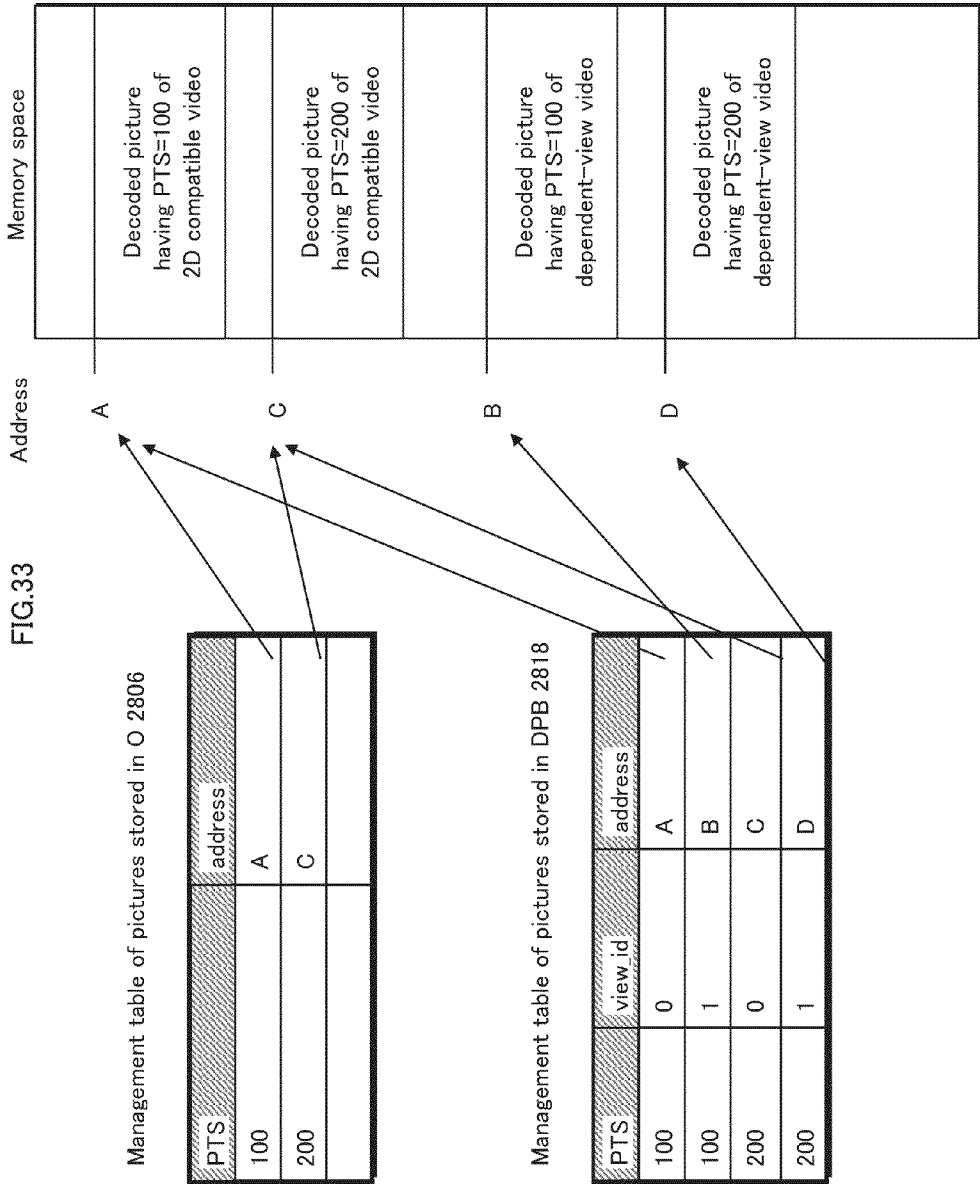 FIG.33
Management table of pictures stored in O 2806
PTS address
100 A
200 C
Management table of pictures stored in DPB 2818
PTS view_id address
100 0 A
100 1 B
200 0 C
200 1 D
Address
A
C
B
D
Memory space
Decoded picture
having PTS=100 of
2D compatible video
Decoded picture
having PTS=200 of
2D compatible video
Decoded picture
having PTS=100 of
dependent-view video
Decoded picture
having PTS=200 of
dependent-view video